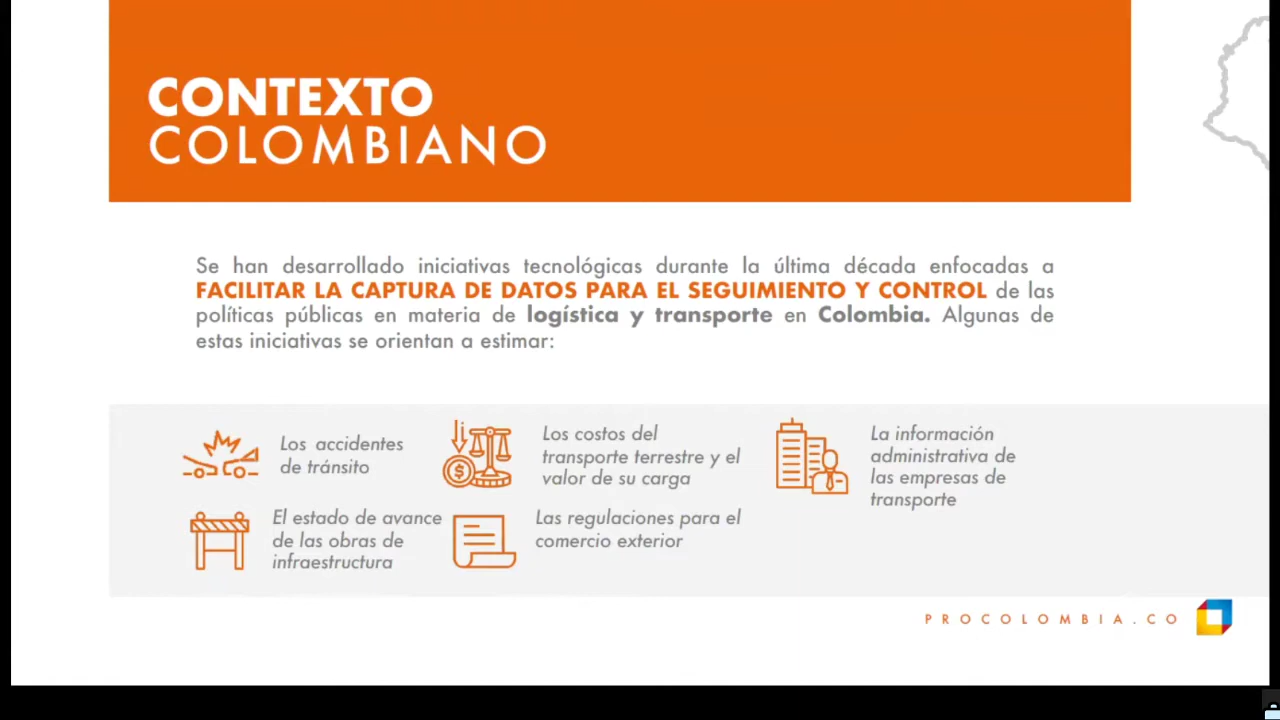 CONTEXTO
COLOMBIANO
Se han desarrollado iniciativas tecnológicas durante la última década enfocadas a
FACILITAR LA CAPTURA DE DATOS PARA EL SEGUIMIENTO Y CONTROL de las
políticas públicas en materia de logística y transporte en Colombia. Algunas de
estas iniciativas se orientan a estimar:
Los accidentes
de tránsito
Los costos del
transporte terrestre y el
valor de su carga
La información
administrativa de
las empresas de
transporte
El estado de avance
de las obras de
infraestructura
Las regulaciones para el
comercio exterior
PROCOLOMBIA.CO